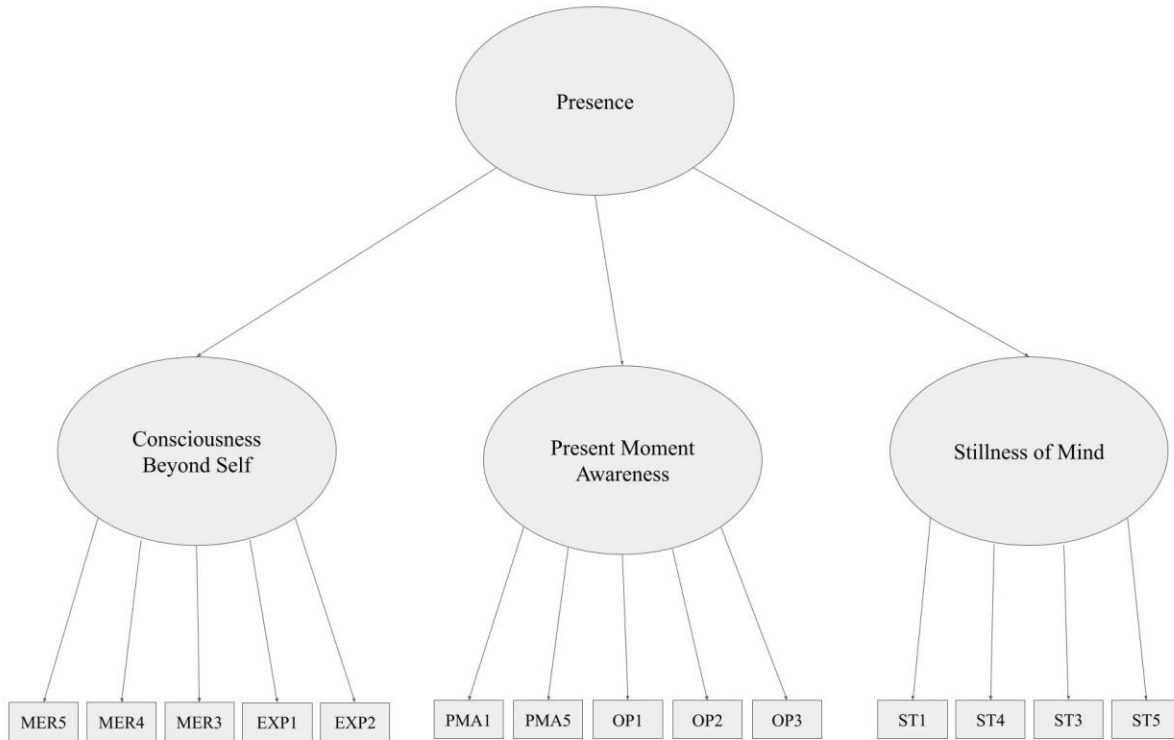 Presence
Consciousness
Beyond Self
Present Moment
Awareness
Stillness of Mind
MER5
MER4
MER3
EXP1
EXP2
PMA1
PMA5
OP1
OP2
OP3
ST1
ST4
ST3
ST5